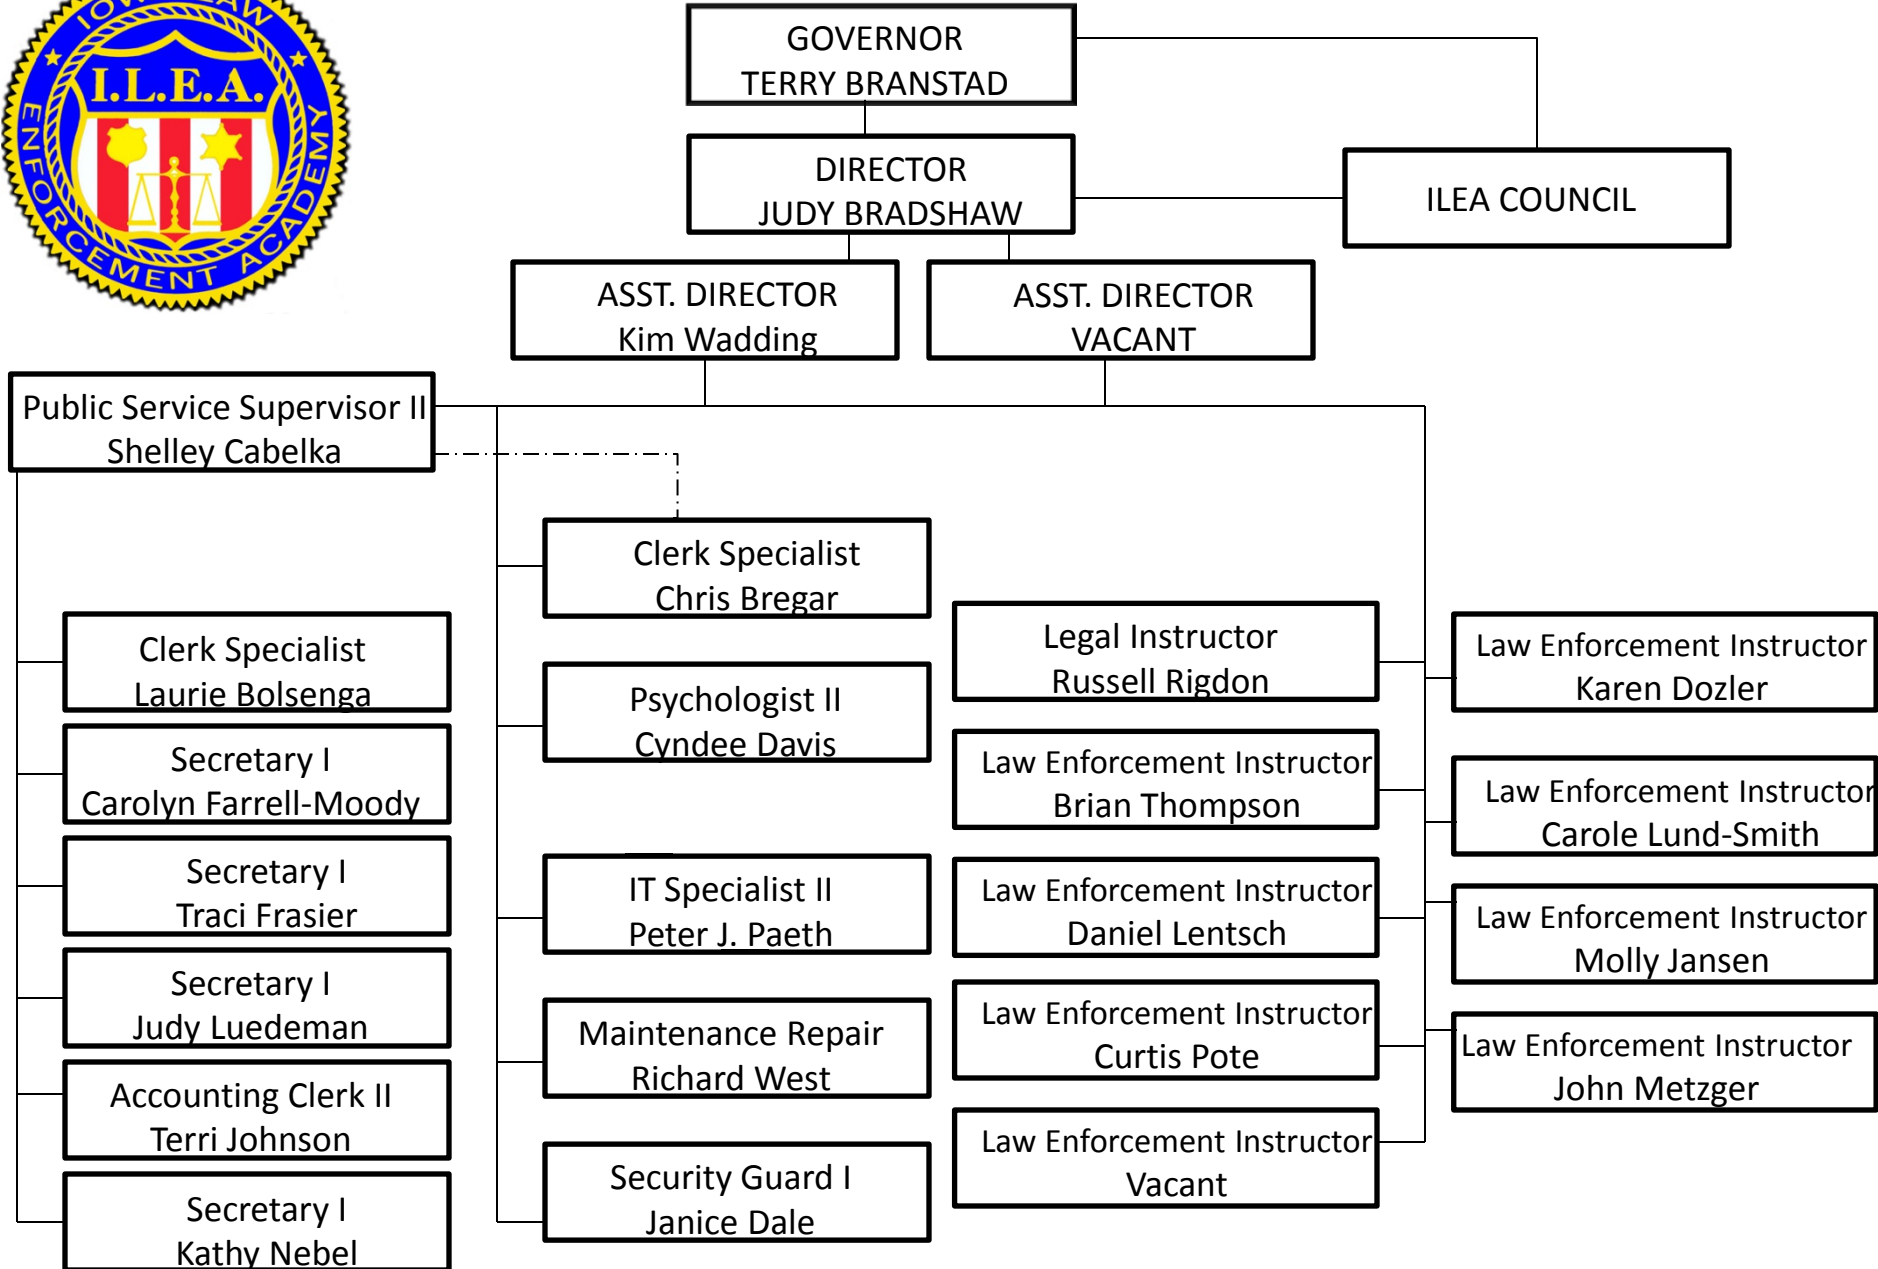 IOWA LAW
ENFORCEMENT ACADEMY
I.L.E.A.
GOVERNOR
TERRY BRANSTAD
DIRECTOR
JUDY BRADSHAW
ILEA COUNCIL
ASST. DIRECTOR
Kim Wadding
ASST. DIRECTOR
VACANT
Public Service Supervisor II
Shelley Cabelka
Clerk Specialist
Laurie Bolsenga
Secretary I
Carolyn Farrell-Moody
Secretary I
Traci Frasier
Secretary I
Judy Luedeman
Accounting Clerk II
Terri Johnson
Secretary I
Kathy Nebel
Clerk Specialist
Chris Bregar
Psychologist II
Cyndee Davis
IT Specialist II
Peter J. Paeth
Maintenance Repair
Richard West
Security Guard I
Janice Dale
Legal Instructor
Russell Rigdon
Law Enforcement Instructor
Brian Thompson
Law Enforcement Instructor
Daniel Lentsch
Law Enforcement Instructor
Curtis Pote
Law Enforcement Instructor
Vacant
Law Enforcement Instructor
Karen Dozler
Law Enforcement Instructor
Carole Lund-Smith
Law Enforcement Instructor
Molly Jansen
Law Enforcement Instructor
John Metzger